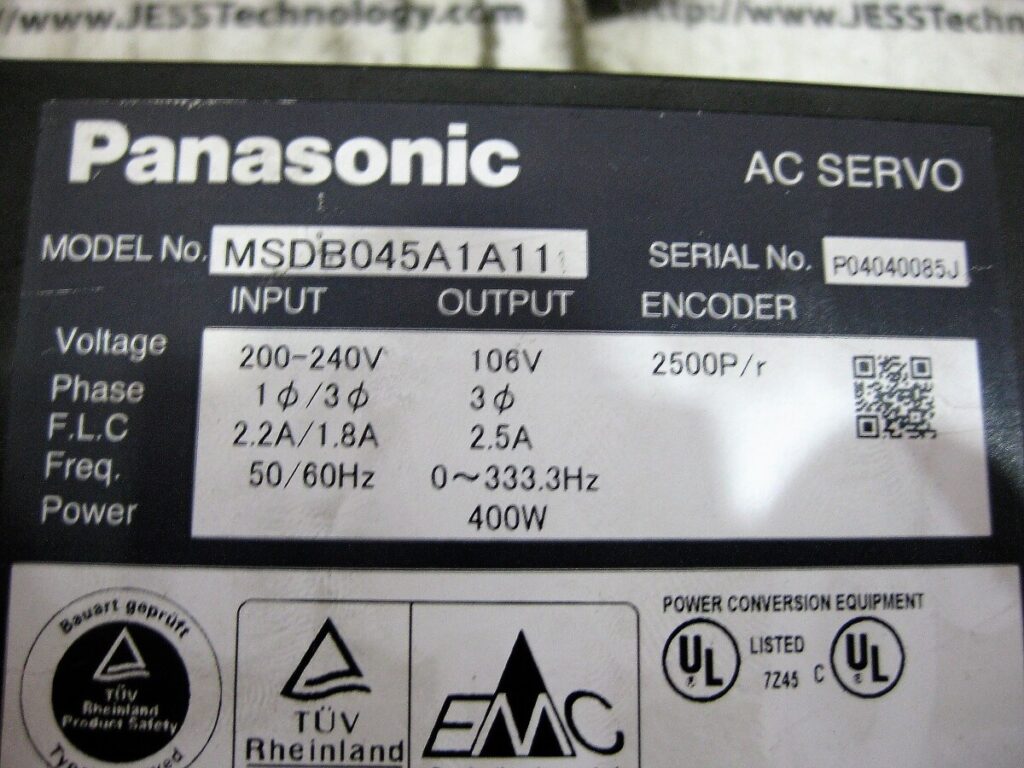 www.JESSTechnology.com
http://www.JESSTechn
Panasonic
AC SERVO
MODEL No. MSDB045A1A11 SERIAL No. P04040085J
INPUT OUTPUT ENCODER
Voltage 200-240V 106V 2500P/r
Phase 1ϕ/3ϕ 3ϕ
F.L.C 2.2A/1.8A 2.5A
Freq. 50/60Hz 0~333.3Hz
Power 400W
Bauart geprüft
TÜV
Rheinland
Product Safety
TÜV
Rheinland
EMC
POWER CONVERSION EQUIPMENT
UL LISTED C UL
7Z45